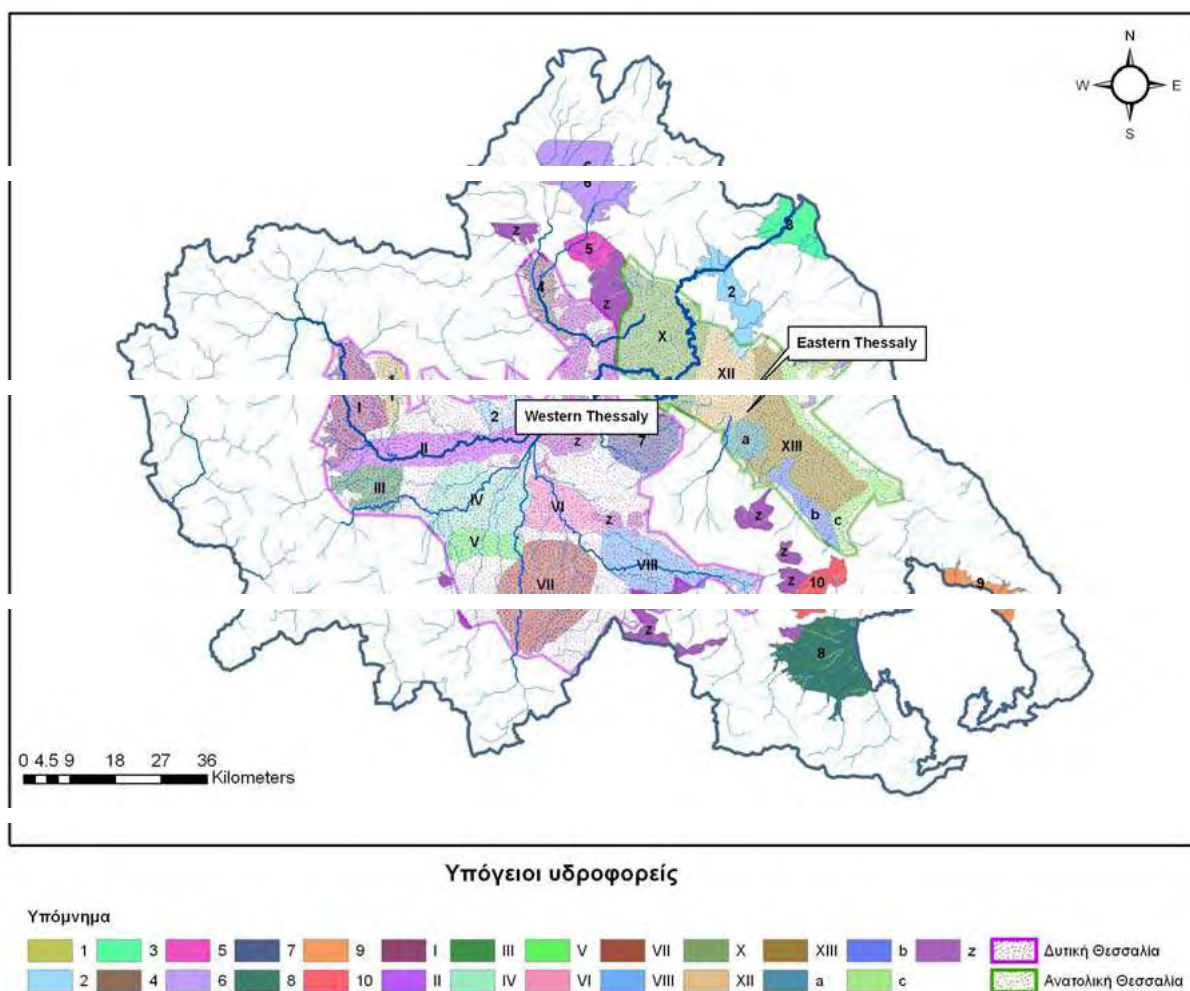 N
W E
S
6
6
3
z
5
2
4
z
X
Eastern Thessaly
XII
1
1
I
2
Western Thessaly
z
7
a
XIII
II
III
IV
VI
z
z
b
c
V
VIII
z
VII
z
10
9
z
8
0 4.5 9 18 27 36
Kilometers
Υπόγειοι υδροφορείς
Υπόμνημα
1 3 5 7 9 I III V VII X XIII b z Δυτική Θεσσαλία
2 4 6 8 10 II IV VI VIII XII a c Ανατολική Θεσσαλία